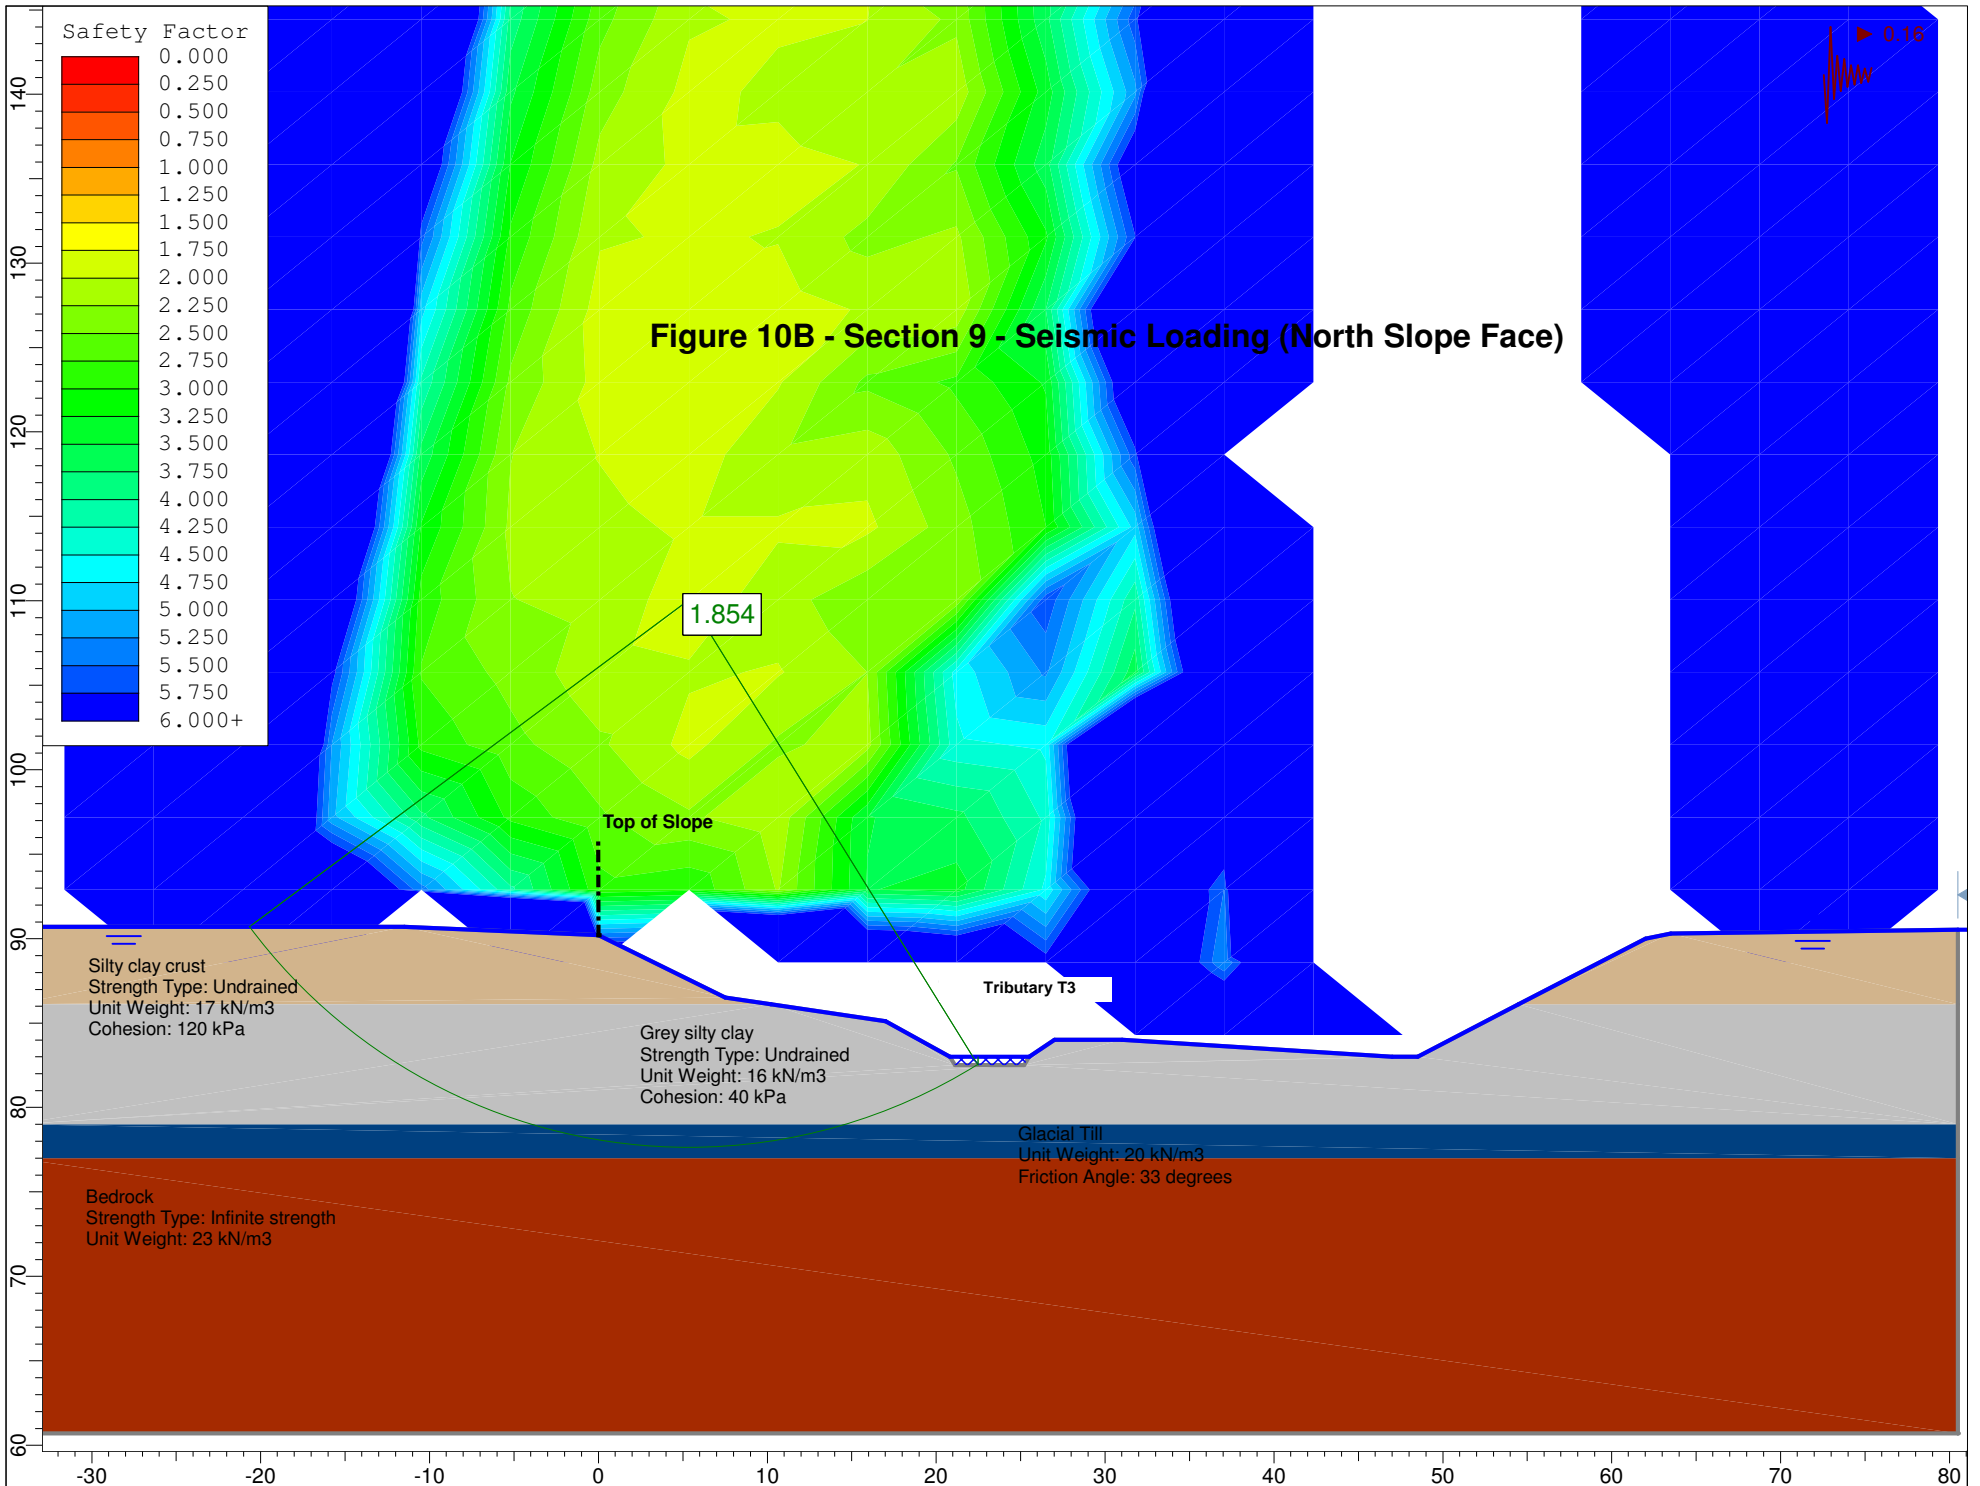 Safety Factor
0.000
0.250
0.500
0.750
1.000
1.250
1.500
1.750
2.000
2.250
2.500
2.750
3.000
3.250
3.500
3.750
4.000
4.250
4.500
4.750
5.000
5.250
5.500
5.750
6.000+
0.16
Figure 10B - Section 9 - Seismic Loading (North Slope Face)
1.854
Top of Slope
Tributary T3
Silty clay crust
Strength Type: Undrained
Unit Weight: 17 kN/m3
Cohesion: 120 kPa
Grey silty clay
Strength Type: Undrained
Unit Weight: 16 kN/m3
Cohesion: 40 kPa
Glacial Till
Unit Weight: 20 kN/m3
Friction Angle: 33 degrees
Bedrock
Strength Type: Infinite strength
Unit Weight: 23 kN/m3
140
130
120
110
100
90
80
70
60
-30 -20 -10 0 10 20 30 40 50 60 70 80